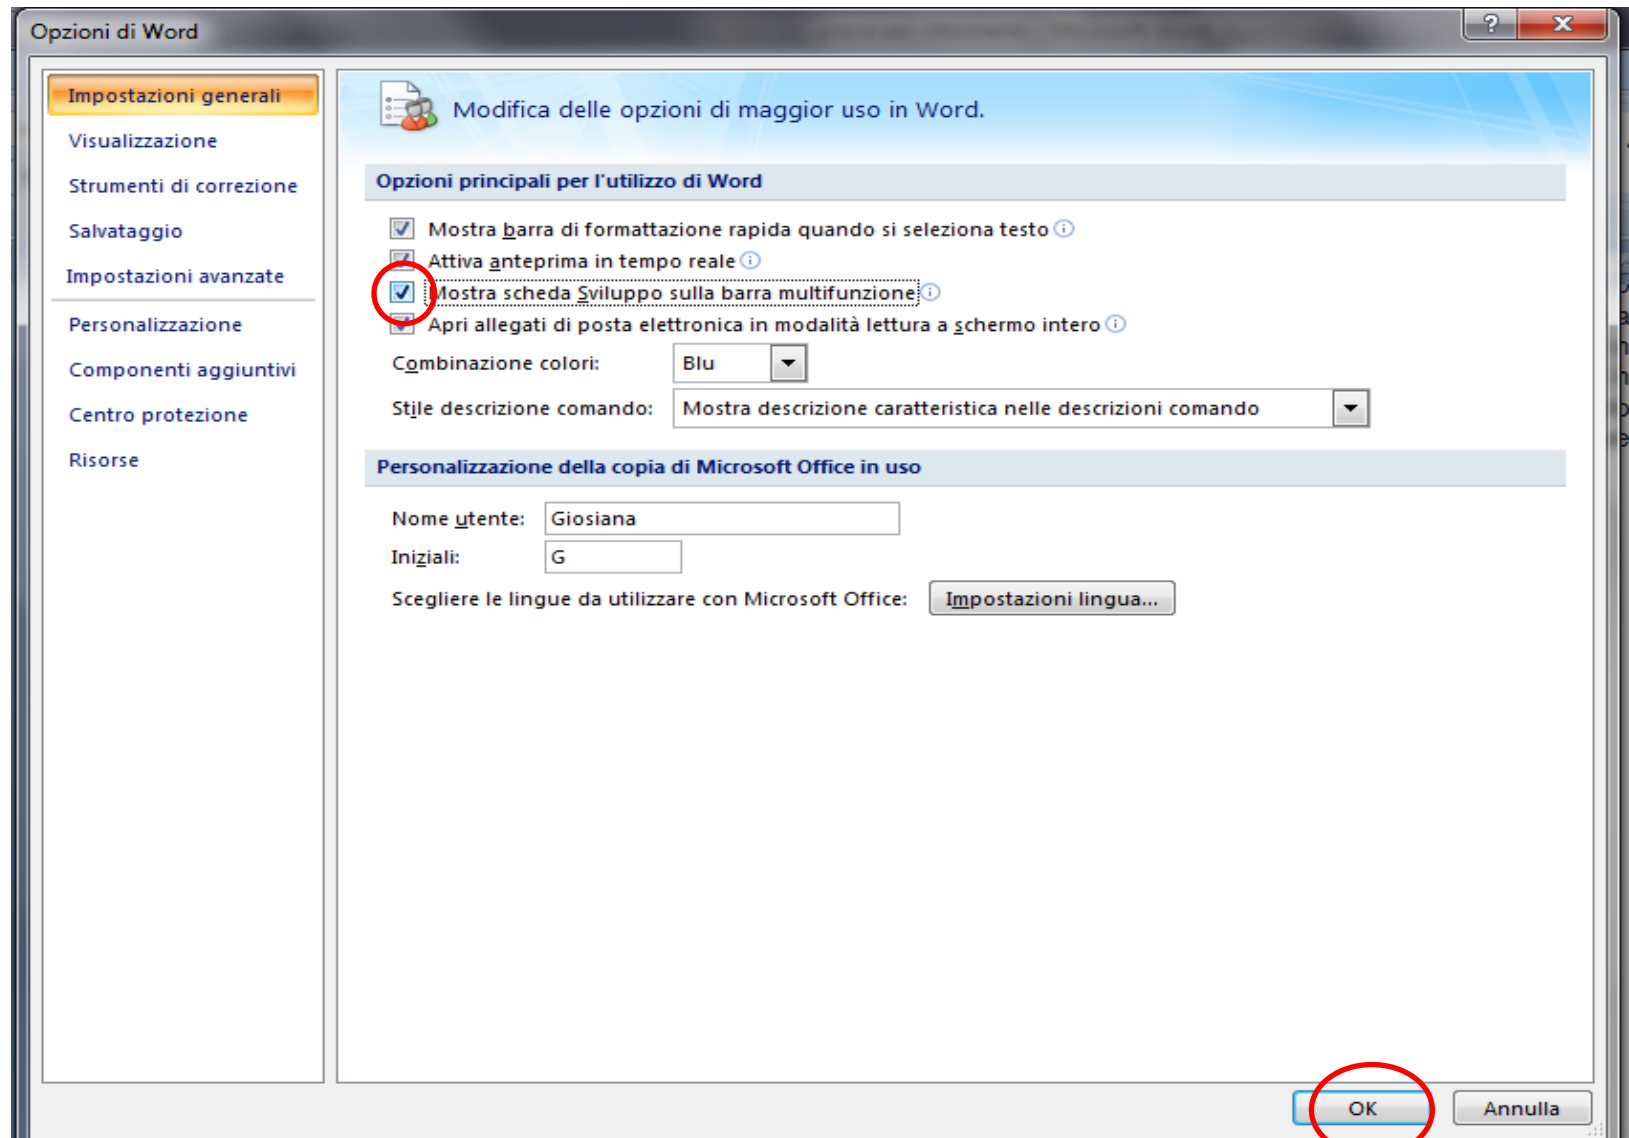 Opzioni di Word
?
Impostazioni generali
Visualizzazione
Strumenti di correzione
Salvataggio
Impostazioni avanzate
Personalizzazione
Componenti aggiuntivi
Centro protezione
Risorse
Modifica delle opzioni di maggior uso in Word.
Opzioni principali per l'utilizzo di Word
Mostra barra di formattazione rapida quando si seleziona testo
Attiva anteprima in tempo reale
Mostra scheda Sviluppo sulla barra multifunzione
Apri allegati di posta elettronica in modalità lettura a schermo intero
Combinazione colori: Blu
Stile descrizione comando: Mostra descrizione caratteristica nelle descrizioni comando
Personalizzazione della copia di Microsoft Office in uso
Nome utente: Giosiana
Iniziali: G
Scegliere le lingue da utilizzare con Microsoft Office: Impostazioni lingua...
OK Annulla